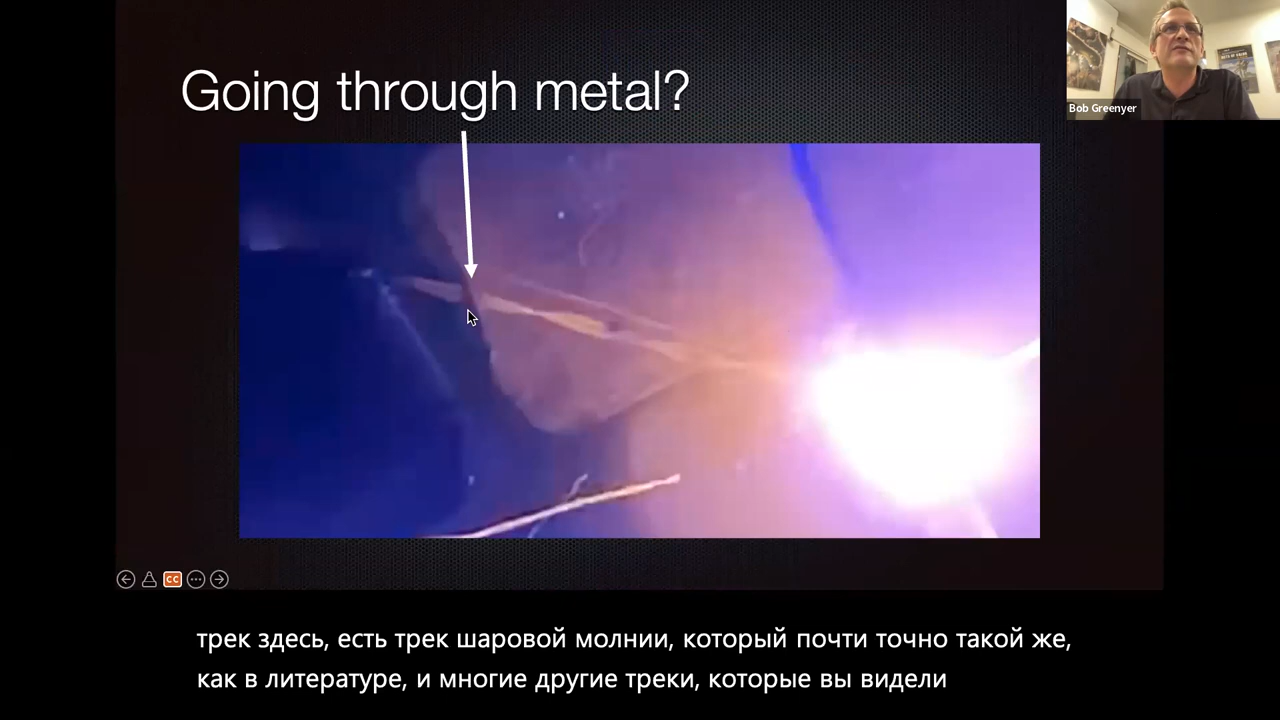 Going through metal?
Bob Greenyer
CC
трек здесь, есть трек шаровой молнии, который почти точно такой же,
как в литературе, и многие другие треки, которые вы видели